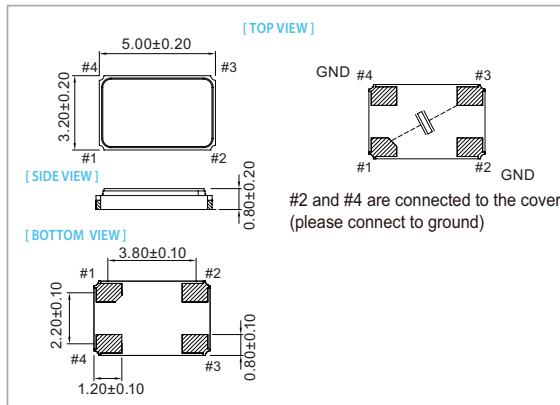 [ TOP VIEW ]
5.00±0.20
#4
#3
3.20±0.20
#1
#2
GND
#4
#3
#1
#2
GND
#2 and #4 are connected to the cover
(please connect to ground)
[ SIDE VIEW ]
0.80±0.20
[ BOTTOM VIEW ]
3.80±0.10
#1
#2
2.20±0.10
#4
#3
0.80±0.10
1.20±0.10